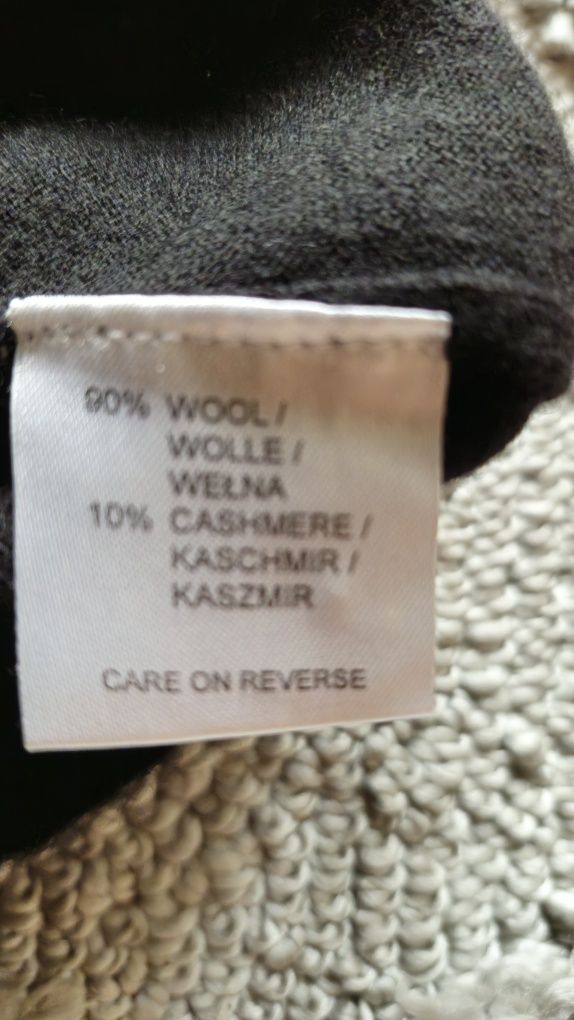 90% WOOL /
WOLLE /
WEŁNA
10% CASHMERE /
KASCHMIR /
KASZMIR
CARE ON REVERSE